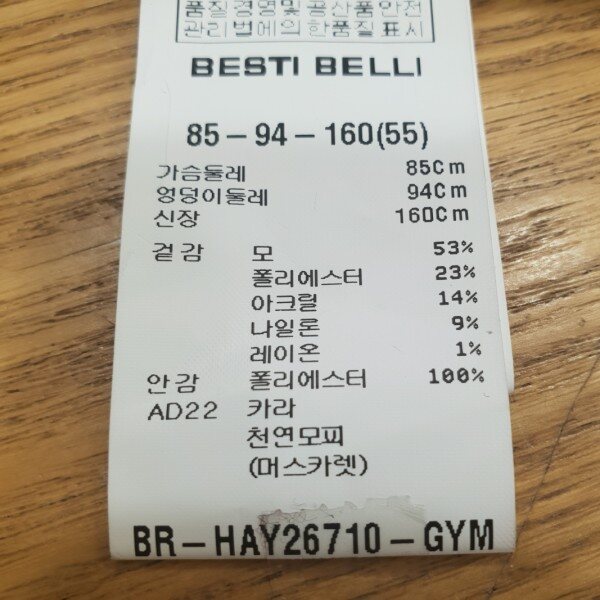 품질경영및공산품안전
관리법에의한품질표시
BESTI BELLI
85-94-160(55)
가슴둘레 85Cm
엉덩이둘레 94Cm
신장 160Cm
겉감 모 53%
폴리에스터 23%
아크릴 14%
나일론 9%
레이온 1%
안감 폴리에스터 100%
AD22 카라
천연모피
(머스카렛)
BR-HAY26710-GYM